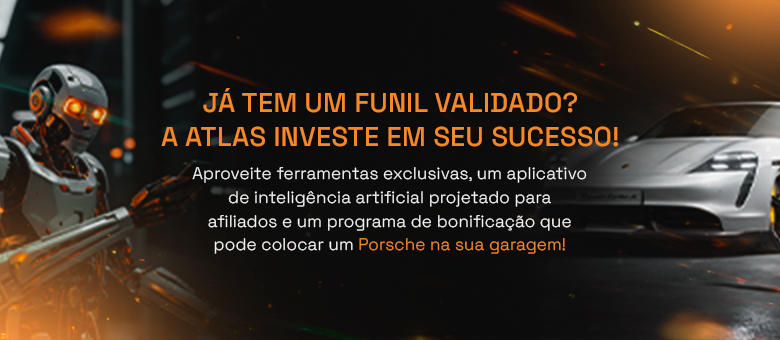 JÁ TEM UM FUNIL VALIDADO?
A ATLAS INVESTE EM SEU SUCESSO!
Aproveite ferramentas exclusivas, um aplicativo
de inteligência artificial projetado para
afiliados e um programa de bonificação que
pode colocar um Porsche na sua garagem!